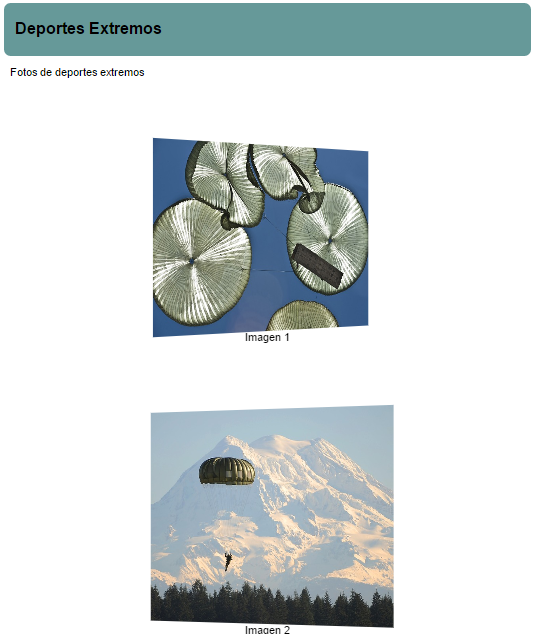 Deportes Extremos
Fotos de deportes extremos
Imagen 1
Imagen 2